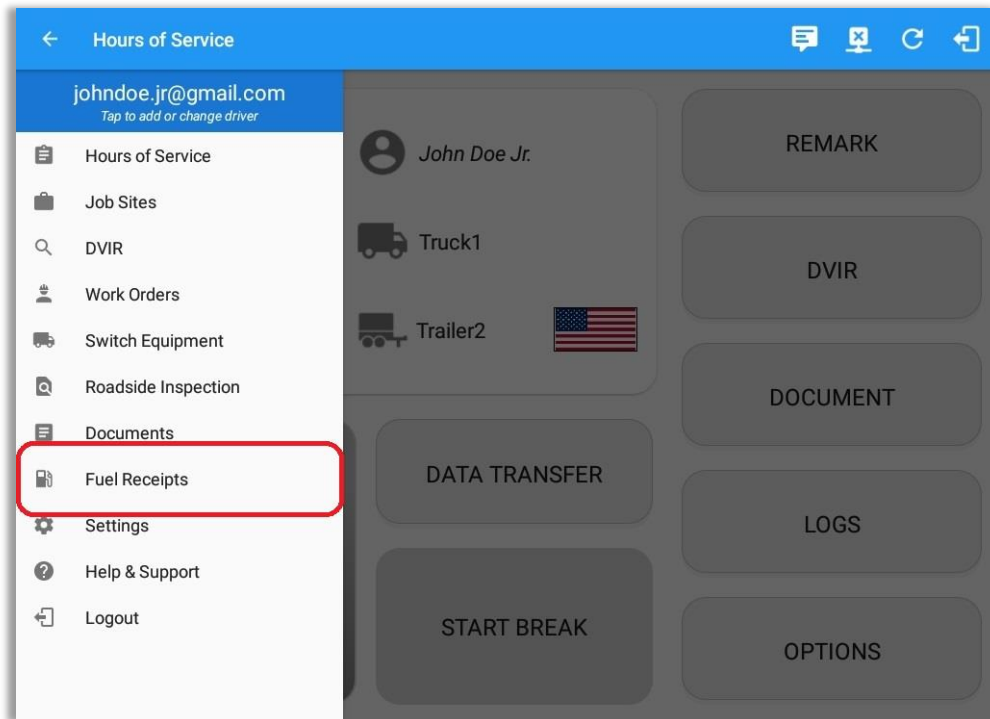 Hours of Service
johndoe.jr@gmail.com
Tap to add or change driver
Hours of Service
Job Sites
DVIR
Work Orders
Switch Equipment
Roadside Inspection
Documents
Fuel Receipts
Settings
Help & Support
Logout
John Doe Jr.
Truck1
Trailer2
DATA TRANSFER
START BREAK
REMARK
DVIR
DOCUMENT
LOGS
OPTIONS